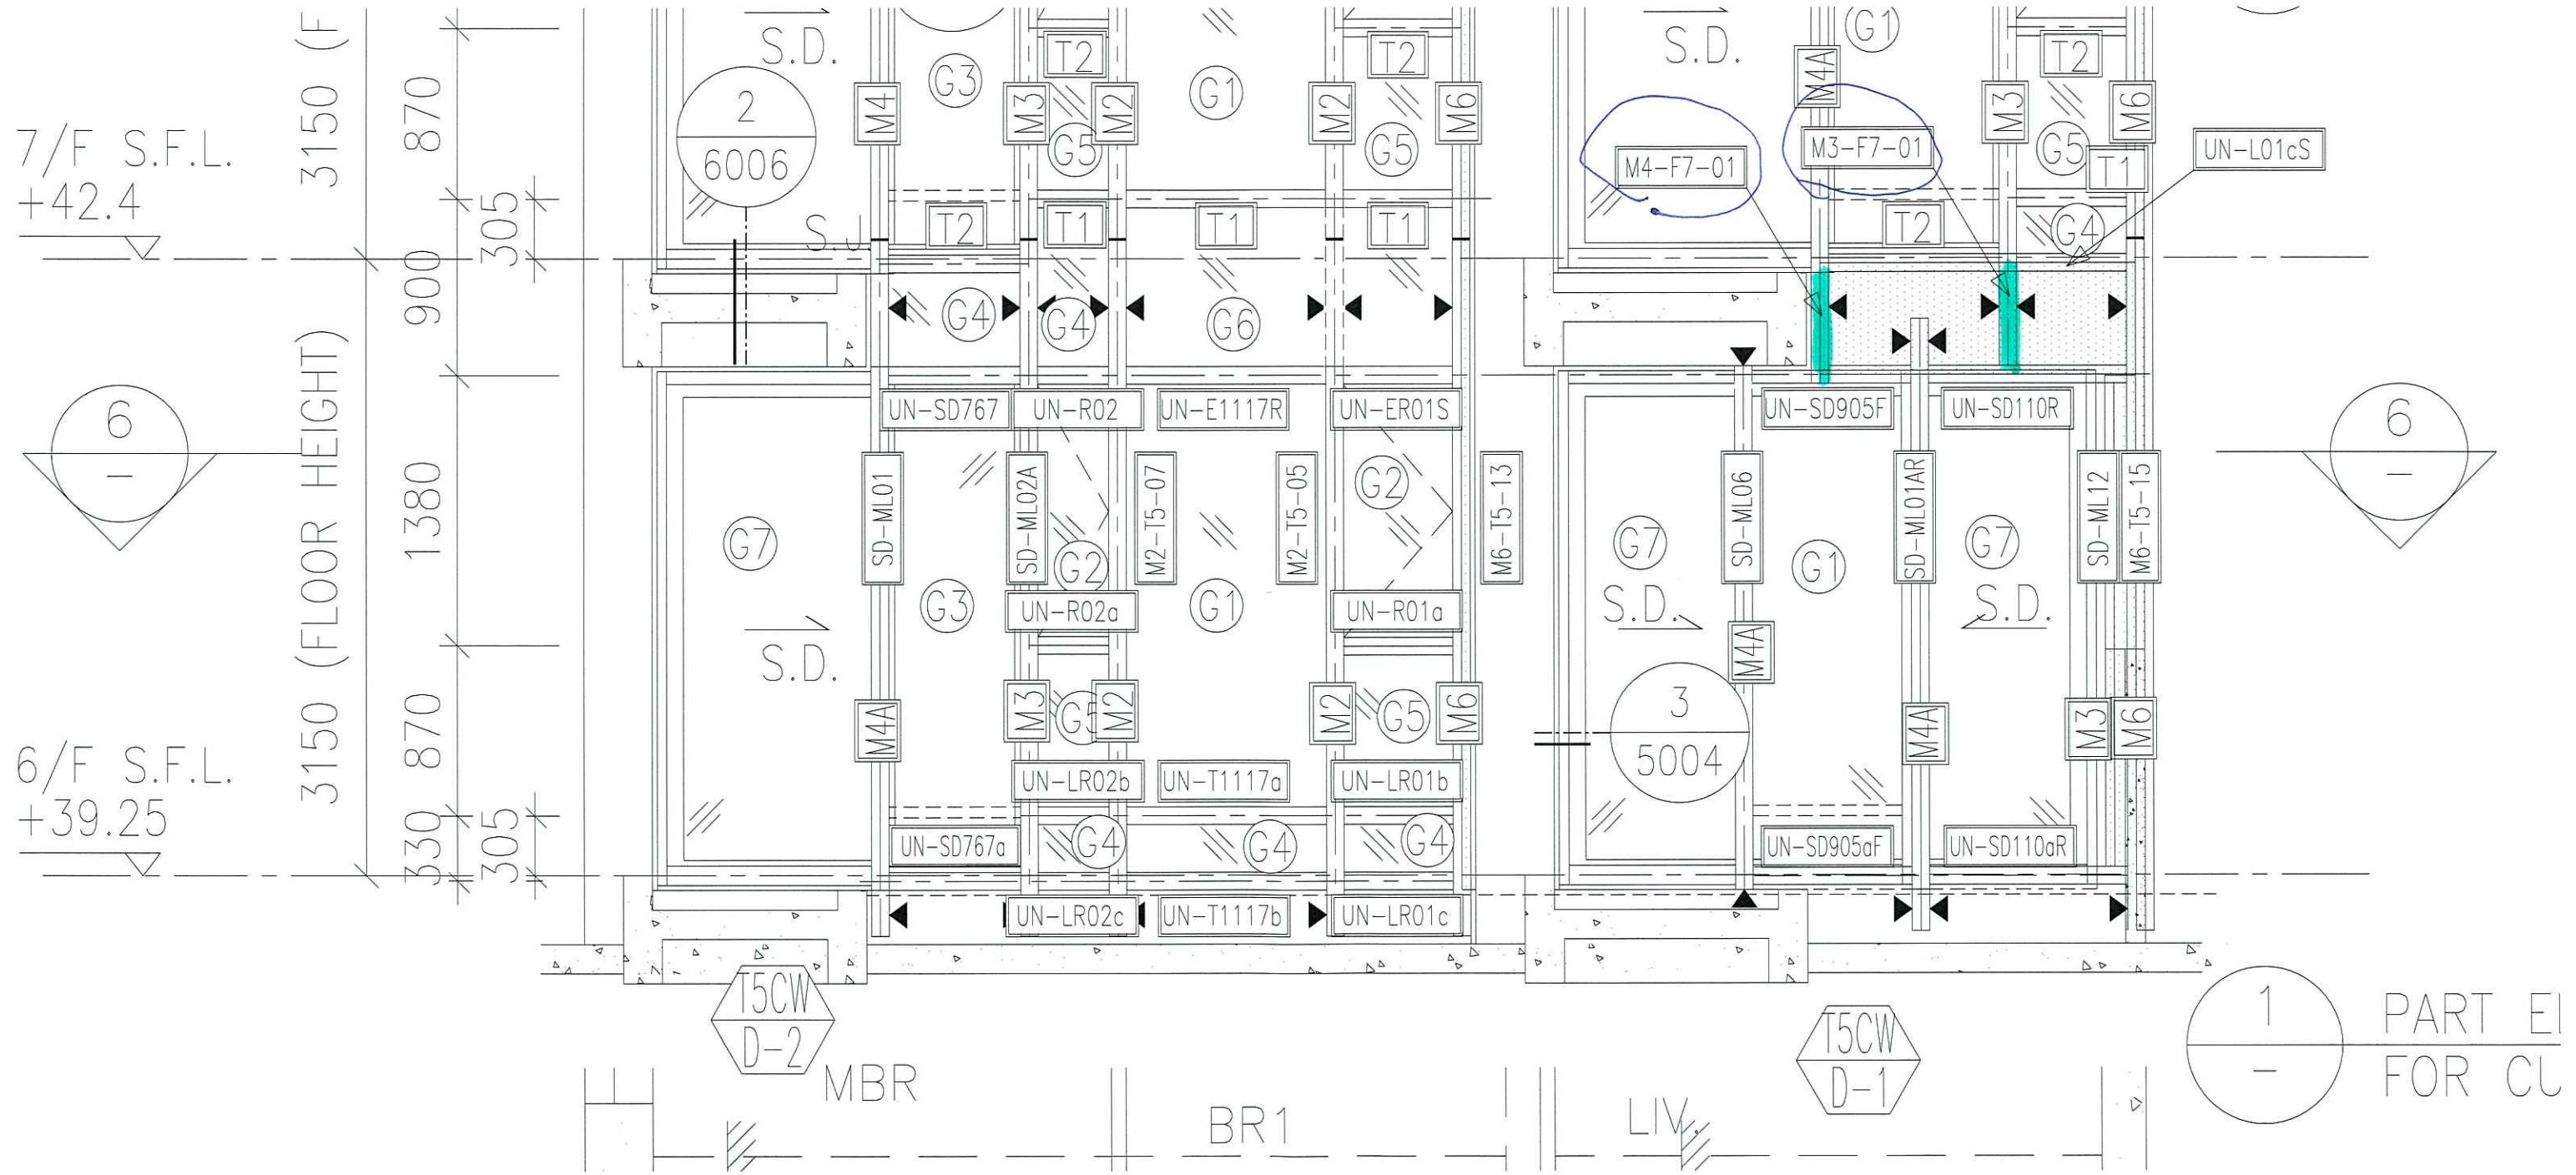 3150 (F
870
900
305
7/F S.F.L.
+42.4
3150 (FLOOR HEIGHT)
1380
870
330
305
6/F S.F.L.
+39.25
6
–
S.D.
2
6006
M4
G3
M3
T2
G5
M2
G1
M2
T2
G5
M6
S.D.
M4A
G1
M3
T2
G5
T1
M6
M4-F7-01
M3-F7-01
UN-L01cS
T2
T1
T1
T1
T2
G4
G4
G4
G6
UN-SD767
UN-R02
UN-E1117R
UN-ER01S
UN-SD905F
UN-SD110R
6
–
G7
SD-ML01
SD-ML02A
G2
M2-T5-07
M2-T5-05
G2
M6-T5-13
G7
SD-ML06
G1
SD-ML01AR
G7
SD-ML12
M6-T5-15
G3
UN-R02a
G1
UN-R01a
S.D.
S.D.
S.D.
M4A
M3
G5
M2
M2
G5
M6
M4A
3
5004
M4A
M3
M6
UN-LR02b
UN-T1117a
UN-LR01b
UN-SD767a
G4
G4
G4
UN-SD905aF
UN-SD110aR
UN-LR02c
UN-T1117b
UN-LR01c
T5CW
D-2
T5CW
D-1
1
–
PART
FOR
MBR
BR1
LIV.